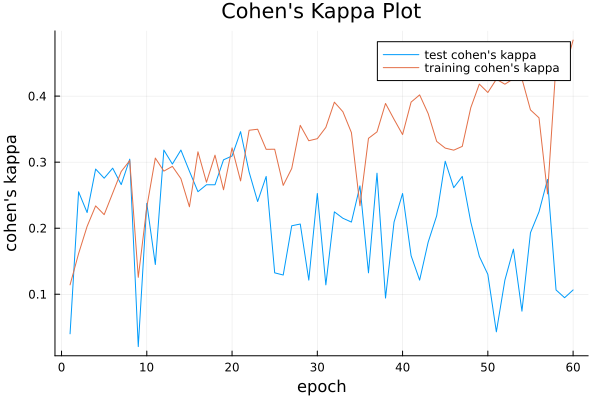 Cohen's Kappa Plot
test cohen's kappa
training cohen's kappa
cohen's kappa
0.4
0.3
0.2
0.1
0 10 20 30 40 50 60
epoch